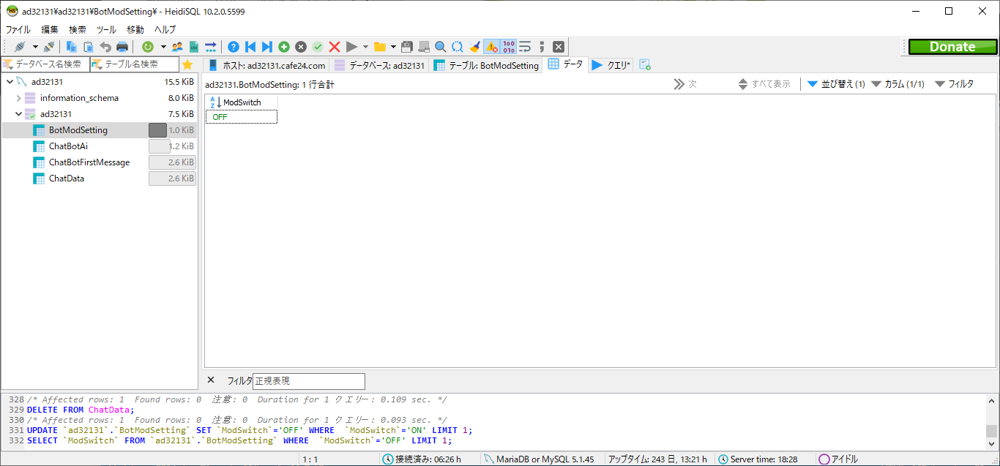 ad32131¥ad32131¥BotModSetting¥ - HeidiSQL 10.2.0.5599
ファイル 編集 検索 ツール 移動 ヘルプ
Donate
データベース名検索 テーブル名検索
ホスト: ad32131.cafe24.com データベース: ad32131 テーブル: BotModSetting データ クエリ*
ad32131 15.5 KiB
information_schema 8.0 KiB
ad32131 7.5 KiB
BotModSetting 1.0 KiB
ChatBotAi 1.2 KiB
ChatBotFirstMessage 2.6 KiB
ChatData 2.6 KiB
ad32131.BotModSetting: 1 行合計 次 すべて表示 並び替え (1) カラム (1/1) フィルタ
ModSwitch
OFF
フィルタ 正規表現
328 /* Affected rows: 1  Found rows: 0  注意: 0  Duration for 1 クエリー: 0.109 sec. */
329 DELETE FROM ChatData;
330 /* Affected rows: 1  Found rows: 0  注意: 0  Duration for 1 クエリー: 0.093 sec. */
331 UPDATE `ad32131`.`BotModSetting` SET `ModSwitch`='OFF' WHERE  `ModSwitch`='ON' LIMIT 1;
332 SELECT `ModSwitch` FROM `ad32131`.`BotModSetting` WHERE  `ModSwitch`='OFF' LIMIT 1;
1 : 1 接続済み: 06:26 h MariaDB or MySQL 5.1.45 アップタイム: 243 日, 13:21 h Server time: 18:28 アイドル